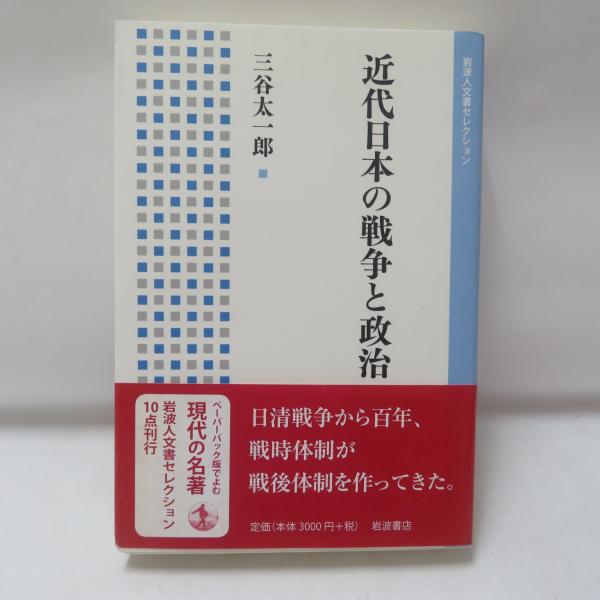 岩波人文書セレクション
近代日本の戦争と政治
三谷太一郎
日清戦争から百年、
戦時体制が
戦後体制を作ってきた。
定価(本体3000円+税) 岩波書店
ペーパーバック版でよむ
現代の名著
岩波人文書セレクション
10点刊行